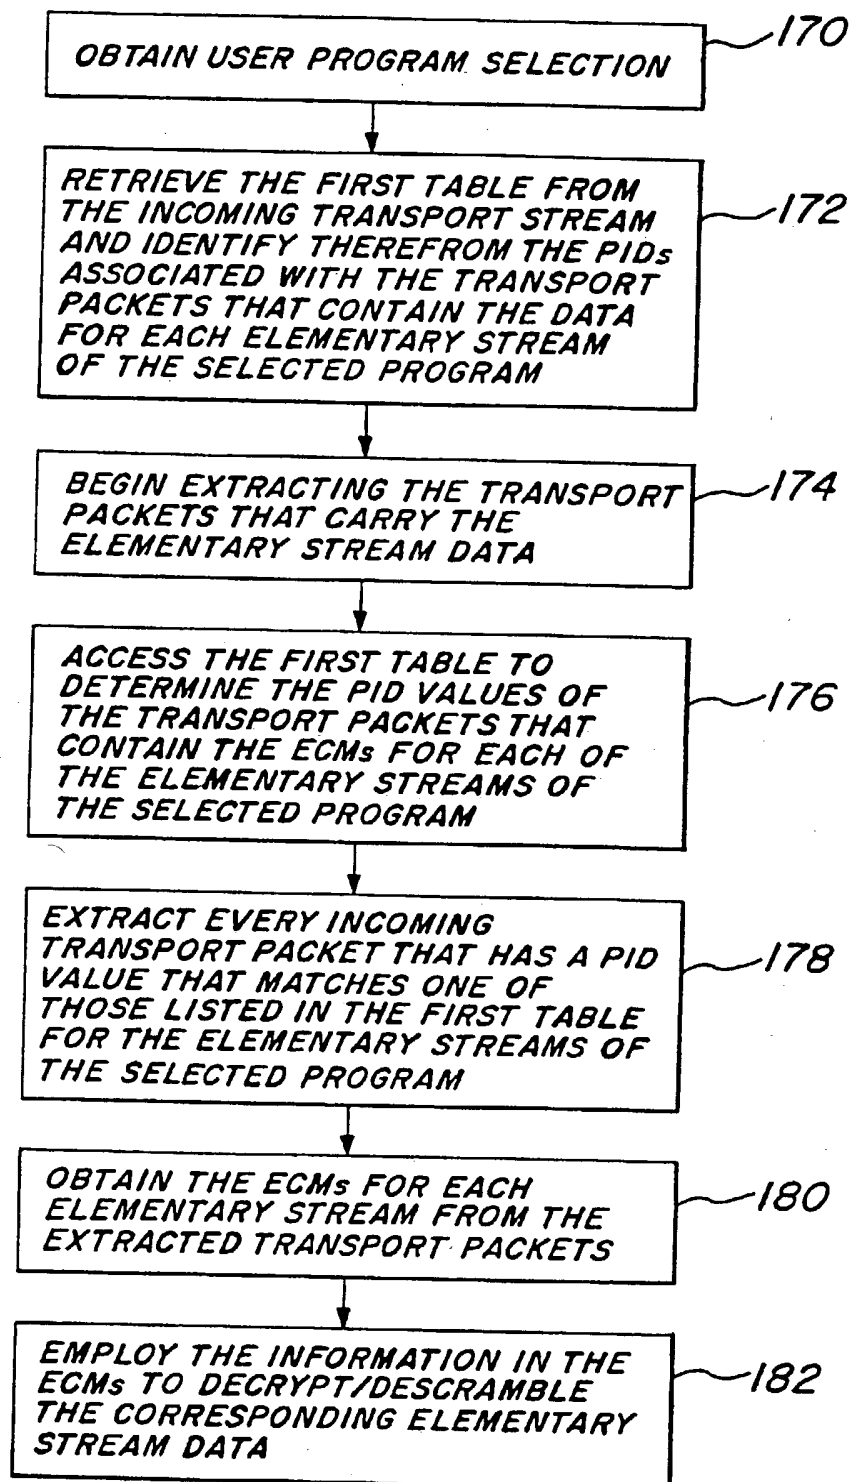 OBTAIN USER PROGRAM SELECTION
170
RETRIEVE THE FIRST TABLE FROM
THE INCOMING TRANSPORT STREAM
AND IDENTIFY THEREFROM THE PIDs
ASSOCIATED WITH THE TRANSPORT
PACKETS THAT CONTAIN THE DATA
FOR EACH ELEMENTARY STREAM
OF THE SELECTED PROGRAM
172
BEGIN EXTRACTING THE TRANSPORT
PACKETS THAT CARRY THE
ELEMENTARY STREAM DATA
174
ACCESS THE FIRST TABLE TO
DETERMINE THE PID VALUES OF
THE TRANSPORT PACKETS THAT
CONTAIN THE ECMs FOR EACH OF
THE ELEMENTARY STREAMS OF
THE SELECTED PROGRAM
176
EXTRACT EVERY INCOMING
TRANSPORT PACKET THAT HAS A PID
VALUE THAT MATCHES ONE OF
THOSE LISTED IN THE FIRST TABLE
FOR THE ELEMENTARY STREAMS OF
THE SELECTED PROGRAM
178
OBTAIN THE ECMs FOR EACH
ELEMENTARY STREAM FROM THE
EXTRACTED TRANSPORT PACKETS
180
EMPLOY THE INFORMATION IN THE
ECMs TO DECRYPT/DESCRAMBLE
THE CORRESPONDING ELEMENTARY
STREAM DATA
182